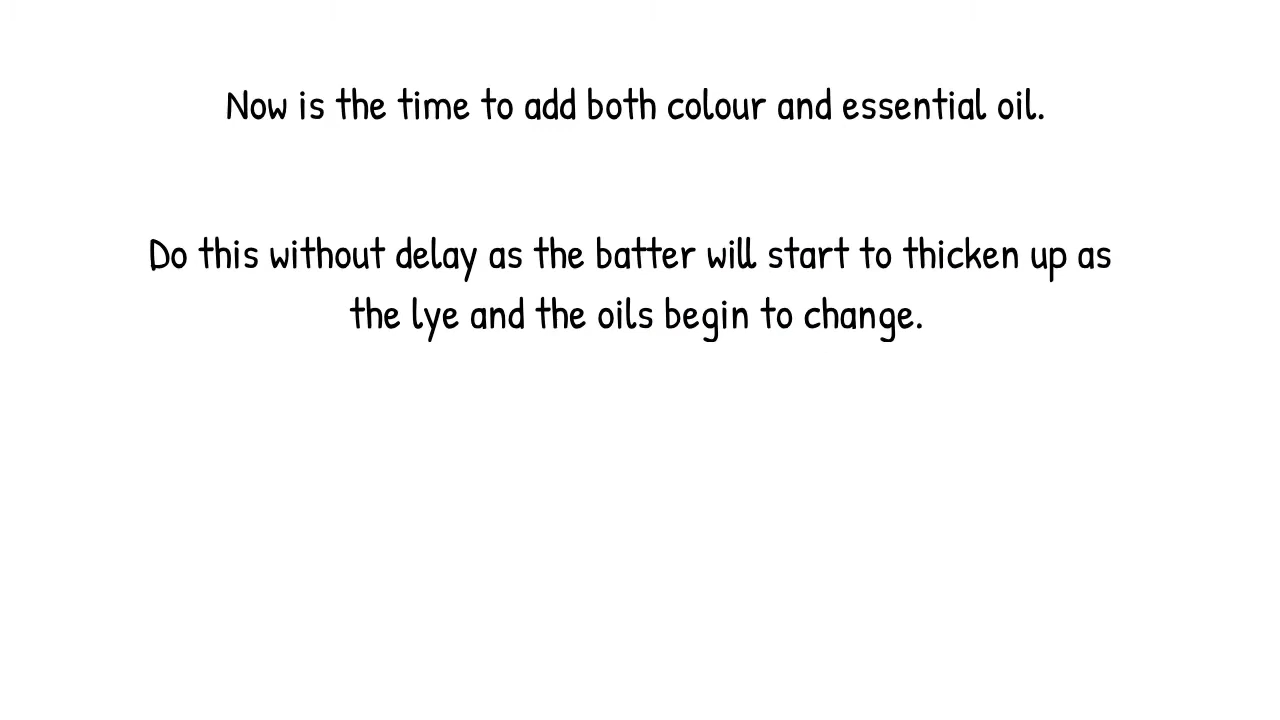 Now is the time to add both colour and essential oil.
Do this without delay as the batter will start to thicken up as
the lye and the oils begin to change.